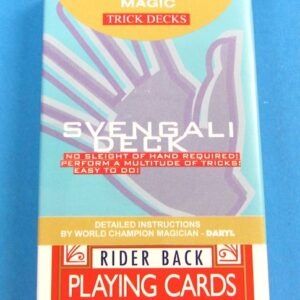 MAGIC
TRICK DECKS
SVENGALI
DECK
NO SLEIGHT OF HAND REQUIRED!
PERFORM A MULTITUDE OF TRICKS!
EASY TO DO!
DETAILED INSTRUCTIONS
BY WORLD CHAMPION MAGICIAN - DARYL
RIDER BACK
PLAYING CARDS